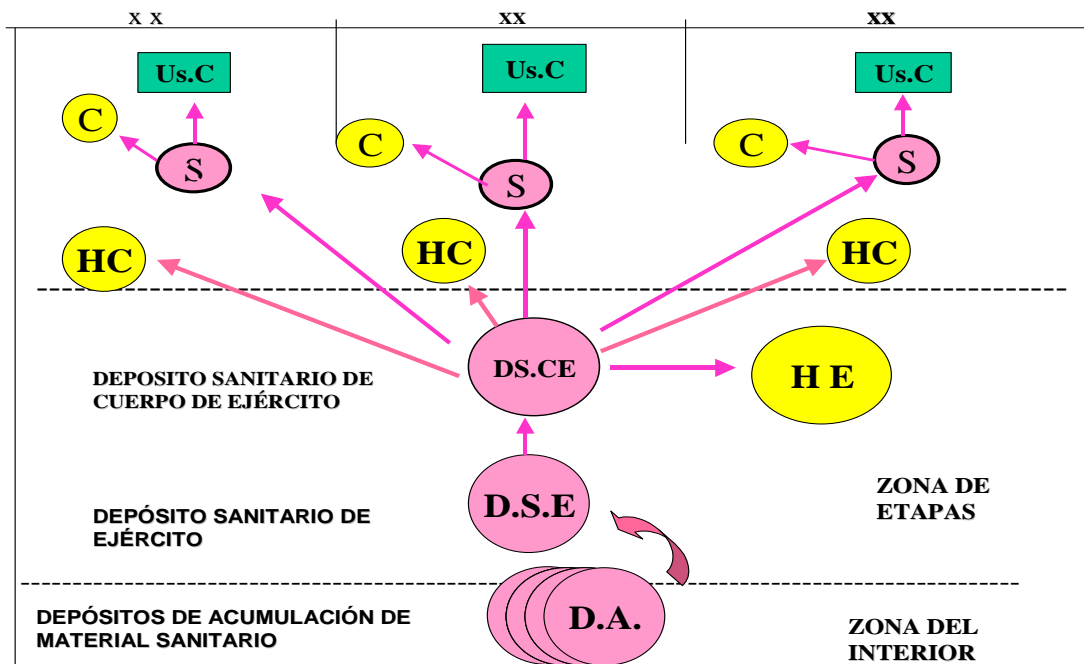 x x
xx
xx
Us.C
Us.C
Us.C
C
C
C
S
S
S
HC
HC
HC
DS.CE
H E
DEPOSITO SANITARIO DE
CUERPO DE EJÉRCITO
D.S.E
ZONA DE
ETAPAS
DEPÓSITO SANITARIO DE
EJÉRCITO
D.A.
DEPÓSITOS DE ACUMULACIÓN DE
MATERIAL SANITARIO
ZONA DEL
INTERIOR